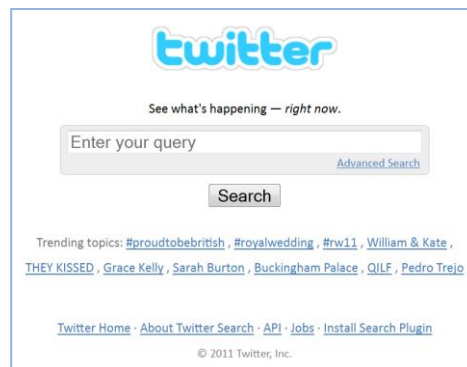 twitter
See what's happening — right now.
Enter your query
Advanced Search
Search
Trending topics: #proudtobebritish , #royalwedding , #rw11 , William & Kate ,
THEY KISSED , Grace Kelly , Sarah Burton , Buckingham Palace , QILF , Pedro Trejo
Twitter Home · About Twitter Search · API · Jobs · Install Search Plugin
© 2011 Twitter, Inc.